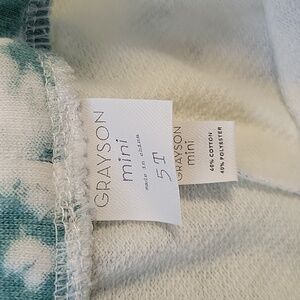 GRAYSON
mini
made in china
5T
GRAYSON
mini
60% COTTON
40% POLYESTER